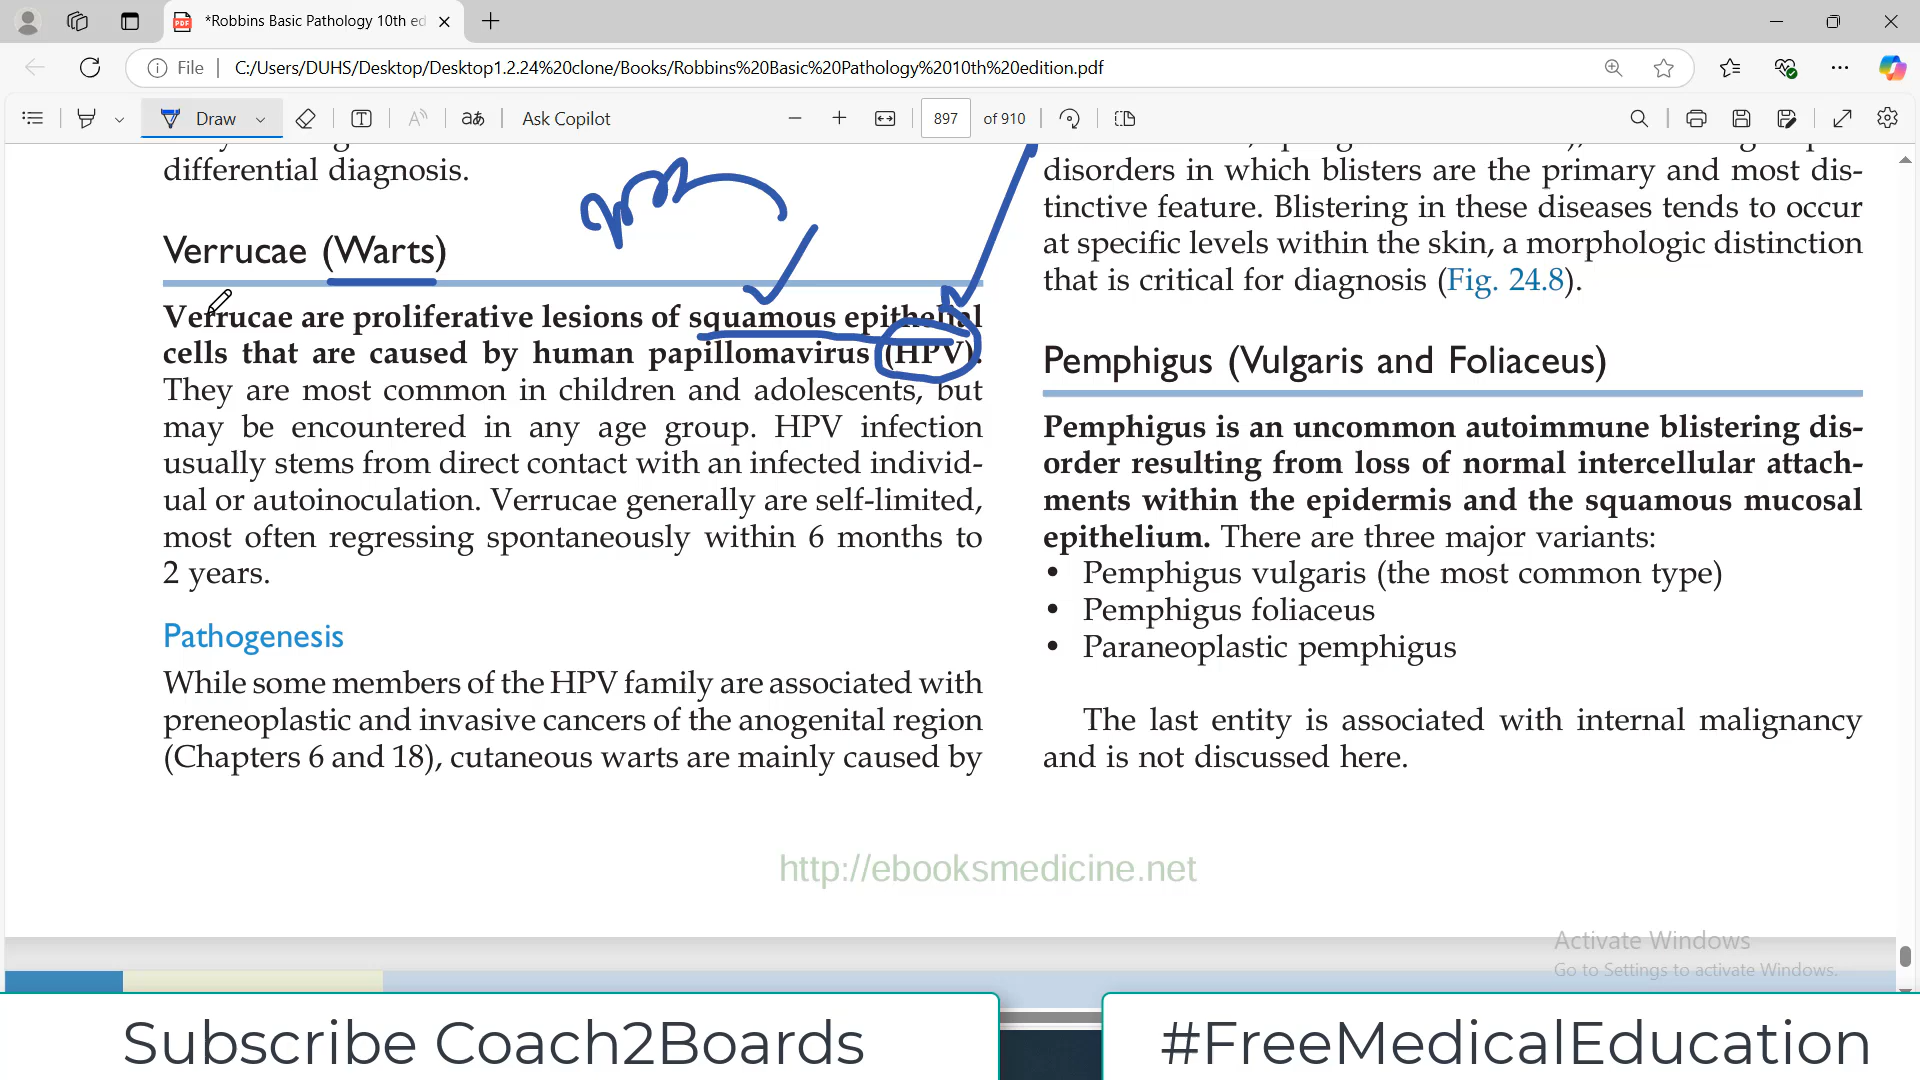 *Robbins Basic Pathology 10th ed
File
C:/Users/DUHS/Desktop/Desktop1.2.24%20clone/Books/Robbins%20Basic%20Pathology%2010th%20edition.pdf
Draw
T
A
aあ
Ask Copilot
897 of 910
differential diagnosis.
Verrucae (Warts)
Verrucae are proliferative lesions of squamous epithelial
cells that are caused by human papillomavirus (HPV).
They are most common in children and adolescents, but
may be encountered in any age group. HPV infection
usually stems from direct contact with an infected individ-
ual or autoinoculation. Verrucae generally are self-limited,
most often regressing spontaneously within 6 months to
2 years.
Pathogenesis
While some members of the HPV family are associated with
preneoplastic and invasive cancers of the anogenital region
(Chapters 6 and 18), cutaneous warts are mainly caused by
disorders in which blisters are the primary and most dis-
tinctive feature. Blistering in these diseases tends to occur
at specific levels within the skin, a morphologic distinction
that is critical for diagnosis (Fig. 24.8).
Pemphigus (Vulgaris and Foliaceus)
Pemphigus is an uncommon autoimmune blistering dis-
order resulting from loss of normal intercellular attach-
ments within the epidermis and the squamous mucosal
epithelium. There are three major variants:
• Pemphigus vulgaris (the most common type)
• Pemphigus foliaceus
• Paraneoplastic pemphigus
The last entity is associated with internal malignancy
and is not discussed here.
http://ebooksmedicine.net
Activate Windows
Go to Settings to activate Windows.
Subscribe Coach2Boards
#FreeMedicalEducation